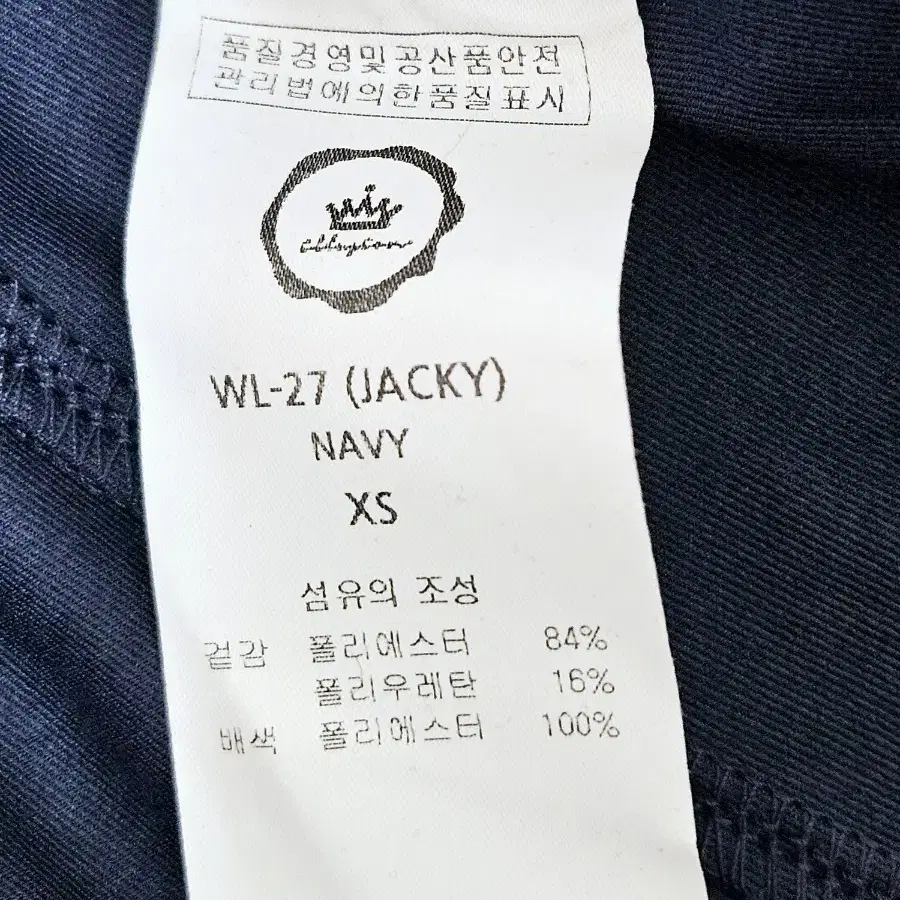 품질경영및공산품안전
관리법에의한품질표시
WL-27 (JACKY)
NAVY
XS
섬유의 조성
겉감 폴리에스터 84%
폴리우레탄 16%
배색 폴리에스터 100%